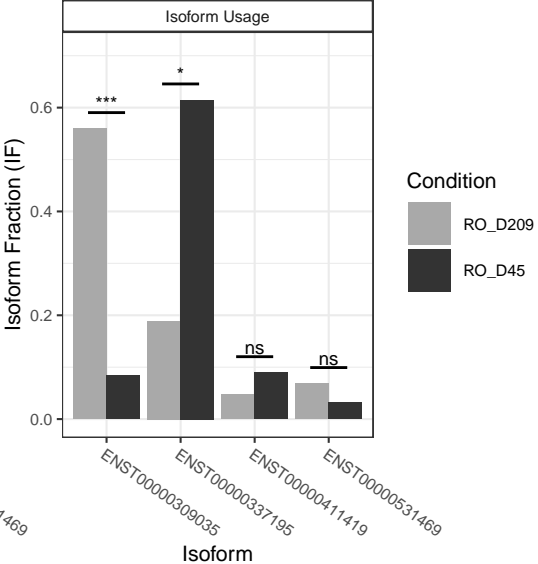 Isoform Usage
Isoform Fraction (IF)
0.6
0.4
0.2
0.0
***
*
ns
ns
ENST00000309035
ENST00000337195
ENST00000411419
ENST00000531469
1469
Isoform
Condition
RO_D209
RO_D45